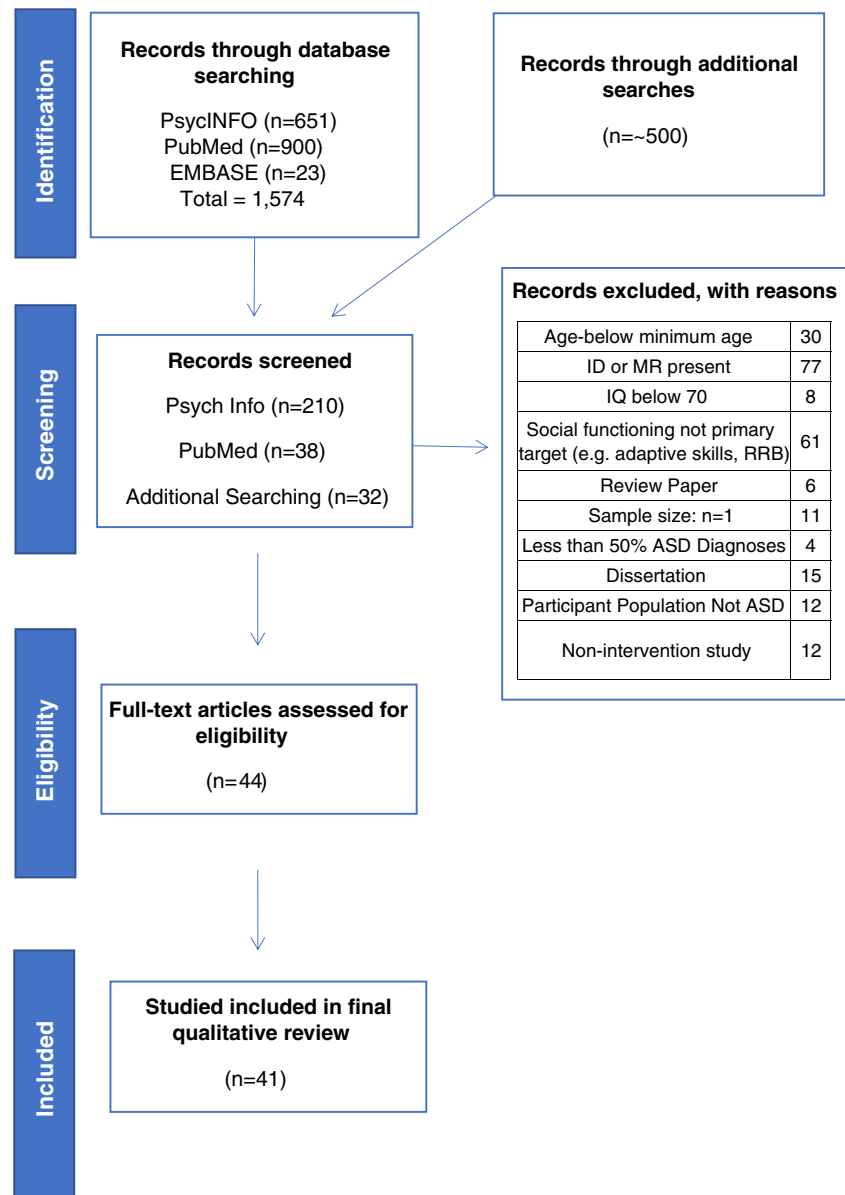 Identification
Records through database
searching
PsycINFO (n=651)
PubMed (n=900)
EMBASE (n=23)
Total = 1,574
Records through additional
searches
(n=~500)
Screening
Records screened
Psych Info (n=210)
PubMed (n=38)
Additional Searching (n=32)
Records excluded, with reasons
Age-below minimum age 30
ID or MR present 77
IQ below 70 8
Social functioning not primary
target (e.g. adaptive skills, RRB) 61
Review Paper 6
Sample size: n=1 11
Less than 50% ASD Diagnoses 4
Dissertation 15
Participant Population Not ASD 12
Non-intervention study 12
Eligibility
Full-text articles assessed for
eligibility
(n=44)
Included
Studied included in final
qualitative review
(n=41)